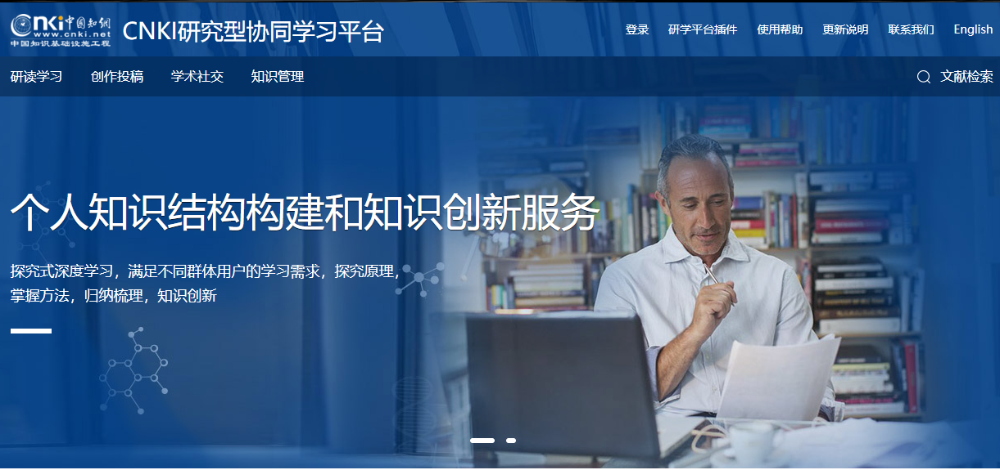 cnki中国知网
www.cnki.net
中国知识基础设施工程
CNKI研究型协同学习平台
登录 研学平台插件 使用帮助 更新说明 联系我们 English
研读学习 创作投稿 学术社交 知识管理 文献检索
个人知识结构构建和知识创新服务
探究式深度学习，满足不同群体用户的学习需求，探究原理，
掌握方法，归纳梳理，知识创新